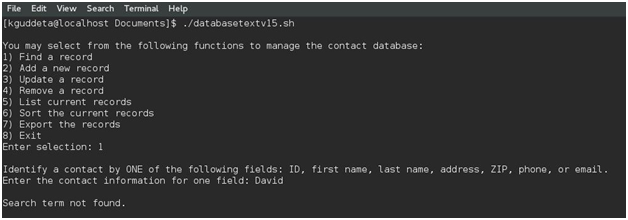 File Edit View Search Terminal Help
[kguddeta@localhost Documents]$ ./databasetextv15.sh
You may select from the following functions to manage the contact database:
1) Find a record
2) Add a new record
3) Update a record
4) Remove a record
5) List current records
6) Sort the current records
7) Export the records
8) Exit
Enter selection: 1
Identify a contact by ONE of the following fields: ID, first name, last name, address, ZIP, phone, or email.
Enter the contact information for one field: David
Search term not found.